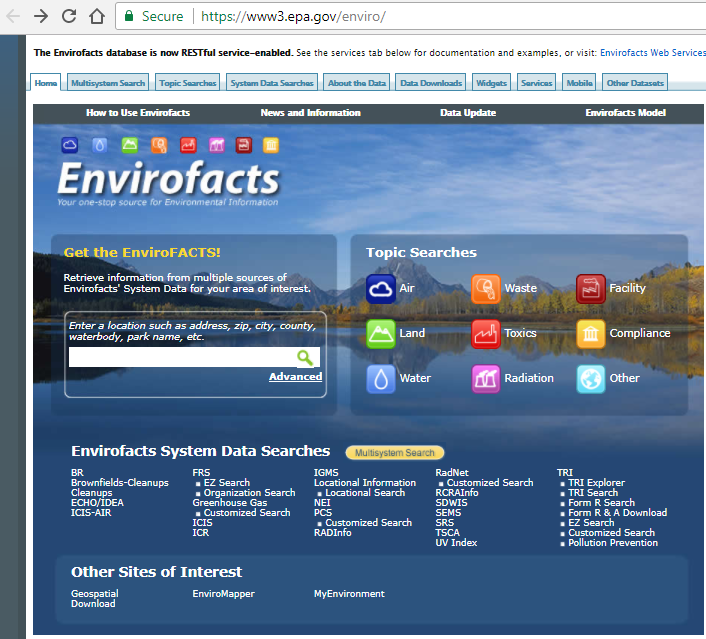 Secure https://www3.epa.gov/enviro/
The Envirofacts database is now RESTful service–enabled. See the services tab below for documentation and examples, or visit: Envirofacts Web Services
Home Multisystem Search Topic Searches System Data Searches About the Data Data Downloads Widgets Services Mobile Other Datasets
How to Use Envirofacts News and Information Data Update Envirofacts Model
Envirofacts
Your one-stop source for Environmental Information
Get the EnviroFACTS!
Retrieve information from multiple sources of
Envirofacts' System Data for your area of interest.
Enter a location such as address, zip, city, county,
waterbody, park name, etc.
Advanced
Topic Searches
Air Waste Facility
Land Toxics Compliance
Water Radiation Other
Envirofacts System Data Searches Multisystem Search
BR
Brownfields-Cleanups
Cleanups
ECHO/IDEA
ICIS-AIR
FRS
EZ Search
Organization Search
Greenhouse Gas
Customized Search
ICIS
ICR
IGMS
Locational Information
Locational Search
NEI
PCS
Customized Search
RADInfo
RadNet
Customized Search
RCRAInfo
SDWIS
SEMS
SRS
TSCA
UV Index
TRI
TRI Explorer
TRI Search
Form R Search
Form R & A Download
EZ Search
Customized Search
Pollution Prevention
Other Sites of Interest
Geospatial
Download
EnviroMapper
MyEnvironment